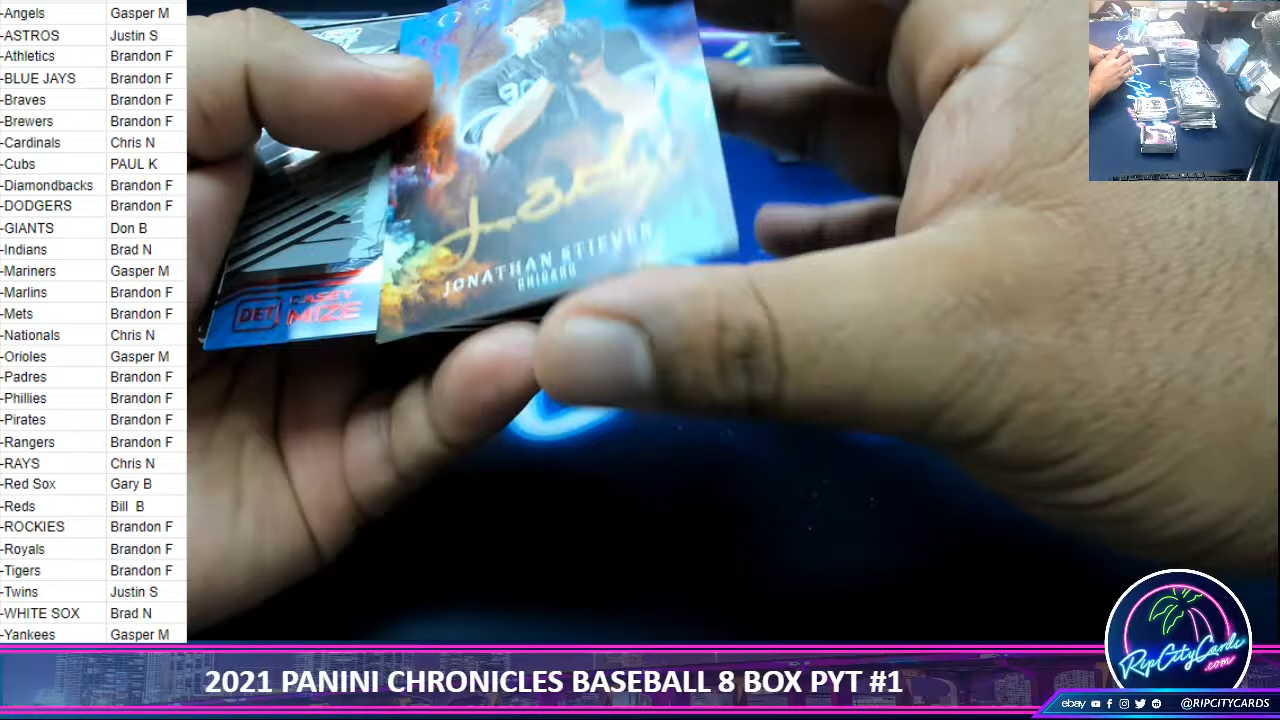 -Angels Gasper M
-ASTROS Justin S
-Athletics Brandon F
-BLUE JAYS Brandon F
-Braves Brandon F
-Brewers Brandon F
-Cardinals Chris N
-Cubs PAUL K
-Diamondbacks Brandon F
-DODGERS Brandon F
-GIANTS Don B
-Indians Brad N
-Mariners Gasper M
-Marlins Brandon F
-Mets Brandon F
-Nationals Chris N
-Orioles Gasper M
-Padres Brandon F
-Phillies Brandon F
-Pirates Brandon F
-Rangers Brandon F
-RAYS Chris N
-Red Sox Gary B
-Reds Bill B
-ROCKIES Brandon F
-Royals Brandon F
-Tigers Brandon F
-Twins Justin S
-WHITE SOX Brad N
-Yankees Gasper M
JONATHAN STIEVER
CHICAGO
DET CASEY
MIZE
RipCityCards
.com
2021 PANINI CHRONICLES BASEBALL 8 BOX PYT #1
ebay @RIPCITYCARDS